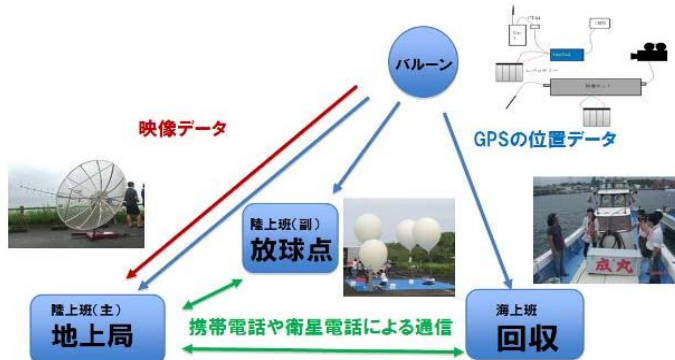 バルーン
映像データ
GPSの位置データ
陸上班(副)
放球点
成丸
陸上班(主)
地上局
携帯電話や衛星電話による通信
海上班
回収